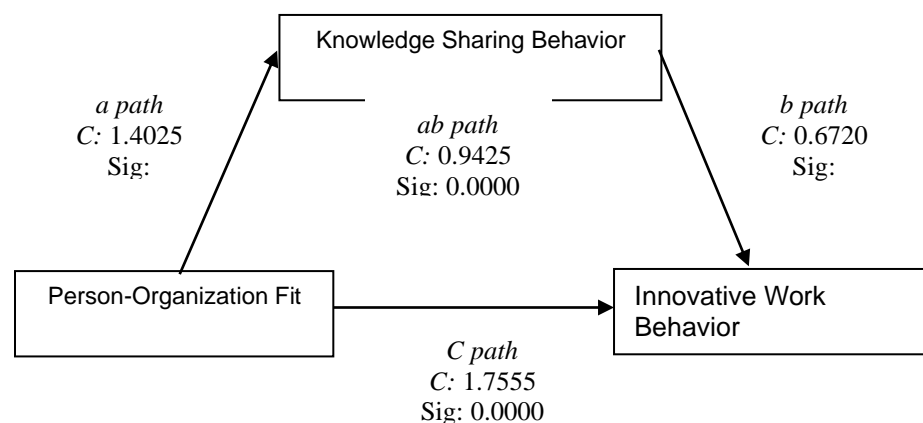 Knowledge Sharing Behavior
a path
C: 1.4025
Sig:
ab path
C: 0.9425
Sig: 0.0000
b path
C: 0.6720
Sig:
Person-Organization Fit
Innovative Work
Behavior
C path
C: 1.7555
Sig: 0.0000